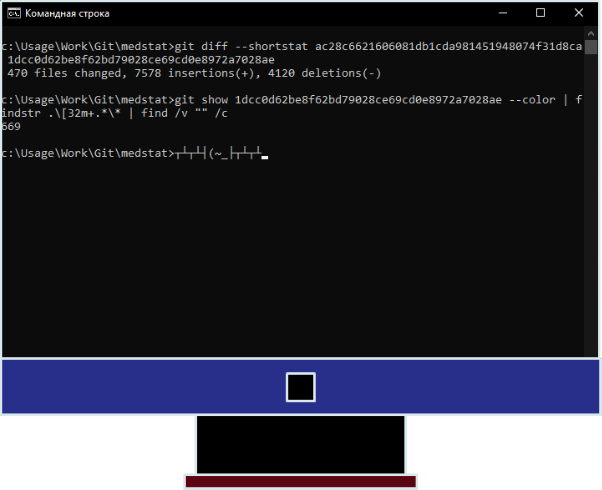 Командная строка
c:\Usage\Work\Git\medstat>git diff --shortstat ac28c6621606081db1cda981451948074f31d8ca
1dcc0d62be8f62bd79028ce69cd0e8972a7028ae
470 files changed, 7578 insertions(+), 4120 deletions(-)
c:\Usage\Work\Git\medstat>git show 1dcc0d62be8f62bd79028ce69cd0e8972a7028ae --color | f
indstr .\[32m+.*\* | find /v "" /c
669
c:\Usage\Work\Git\medstat>┬┴┬┴┤(~_├┬┴┬┴